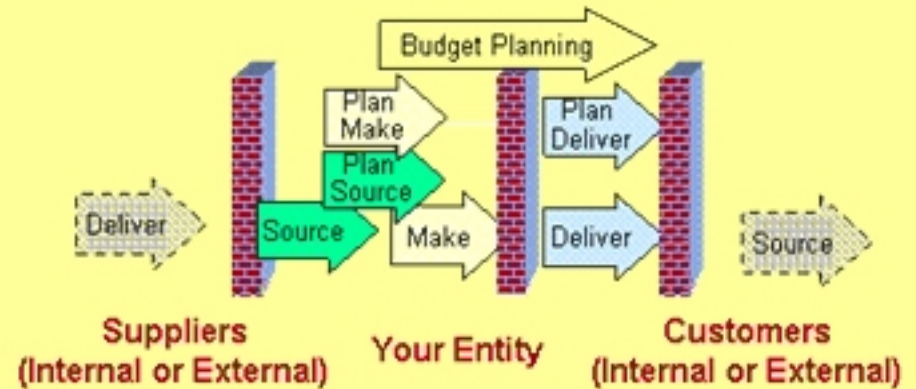 Budget Planning
Plan
Make
Plan
Deliver
Plan
Source
Deliver
Source
Make
Deliver
Source
Suppliers
(Internal or External)
Your Entity
Customers
(Internal or External)